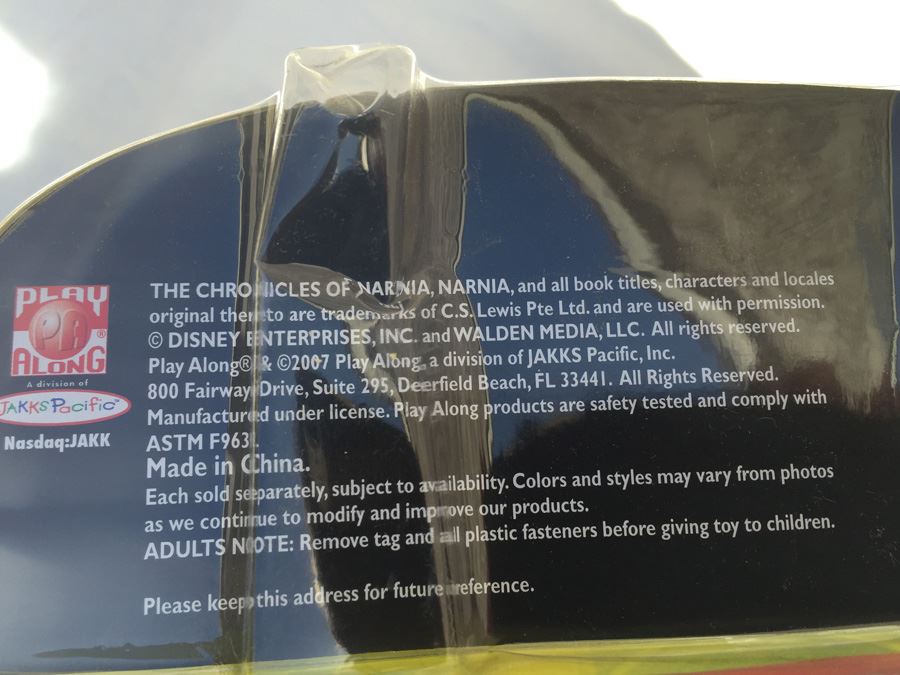 PLAY
PA
ALONG®
A division of
JAKKS Pacific™
Nasdaq:JAKK
THE CHRONICLES OF NARNIA, NARNIA, and all book titles, characters and locales
original thereto are trademarks of C.S. Lewis Pte Ltd. and are used with permission.
© DISNEY ENTERPRISES, INC. and WALDEN MEDIA, LLC. All rights reserved.
Play Along® & ©2007 Play Along, a division of JAKKS Pacific, Inc.
800 Fairway Drive, Suite 295, Deerfield Beach, FL 33441. All Rights Reserved.
Manufactured under license. Play Along products are safety tested and comply with
ASTM F963.
Made in China.
Each sold separately, subject to availability. Colors and styles may vary from photos
as we continue to modify and improve our products.
ADULTS NOTE: Remove tag and all plastic fasteners before giving toy to children.
Please keep this address for future reference.